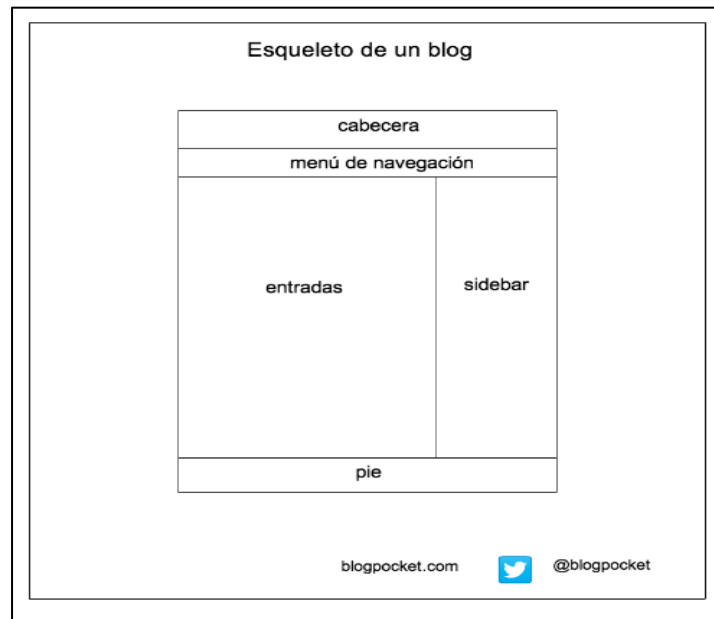 Esqueleto de un blog
cabecera
menú de navegación
entradas
sidebar
pie
blogpocket.com
@blogpocket